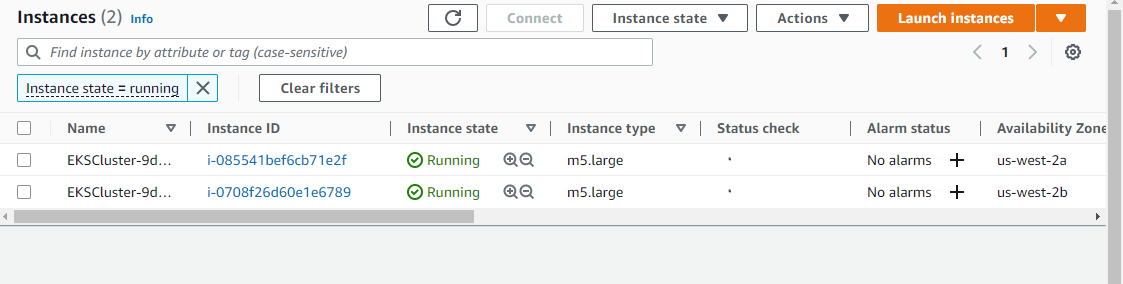 Instances (2) Info Connect Instance state Actions Launch instances
Find instance by attribute or tag (case-sensitive) 1
Instance state = running Clear filters
Name Instance ID Instance state Instance type Status check Alarm status Availability Zone
EKSCluster-9d... i-085541bef6cb71e2f Running m5.large - No alarms + us-west-2a
EKSCluster-9d... i-0708f26d60e1e6789 Running m5.large - No alarms + us-west-2b